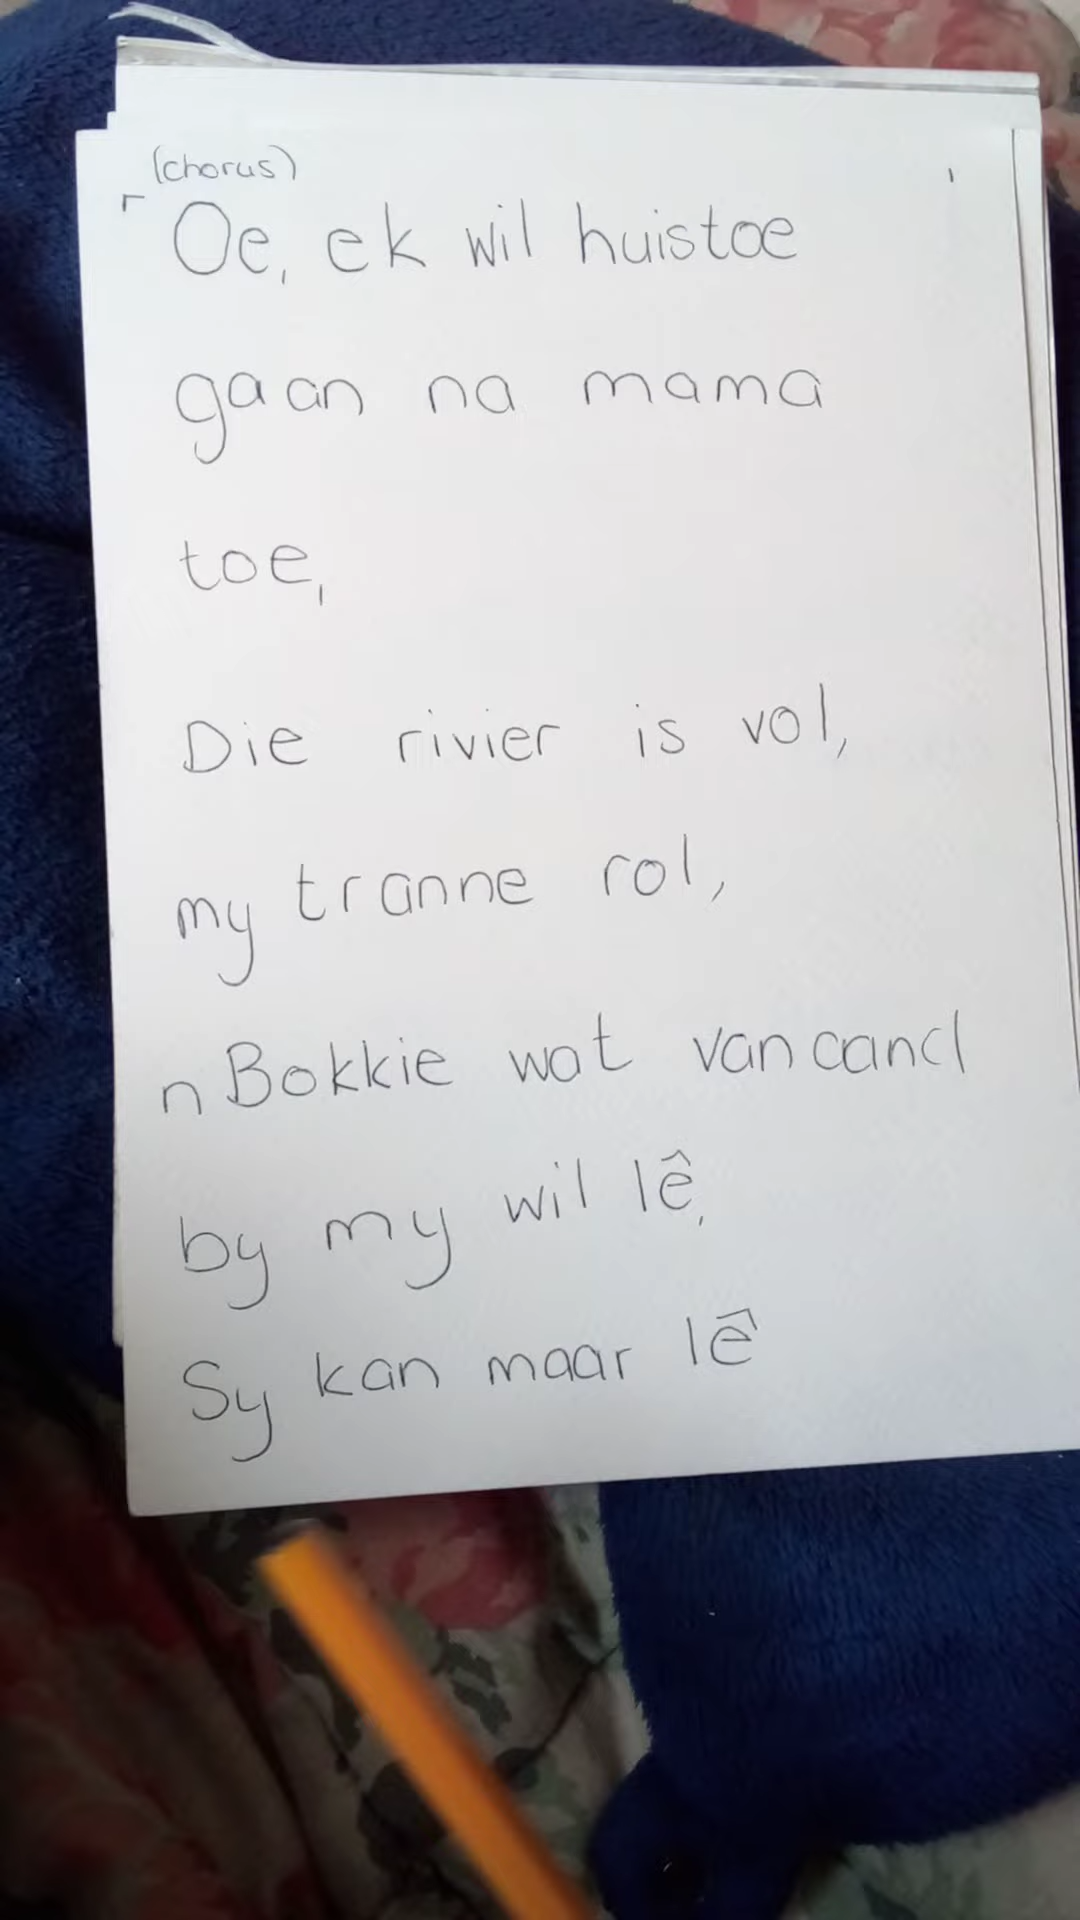 (chorus)
Oe, ek wil huistoe
gaan na mama
toe,
Die rivier is vol,
my tranne rol,
n Bokkie wat vanaand
by my wil lê,
Sy kan maar lê